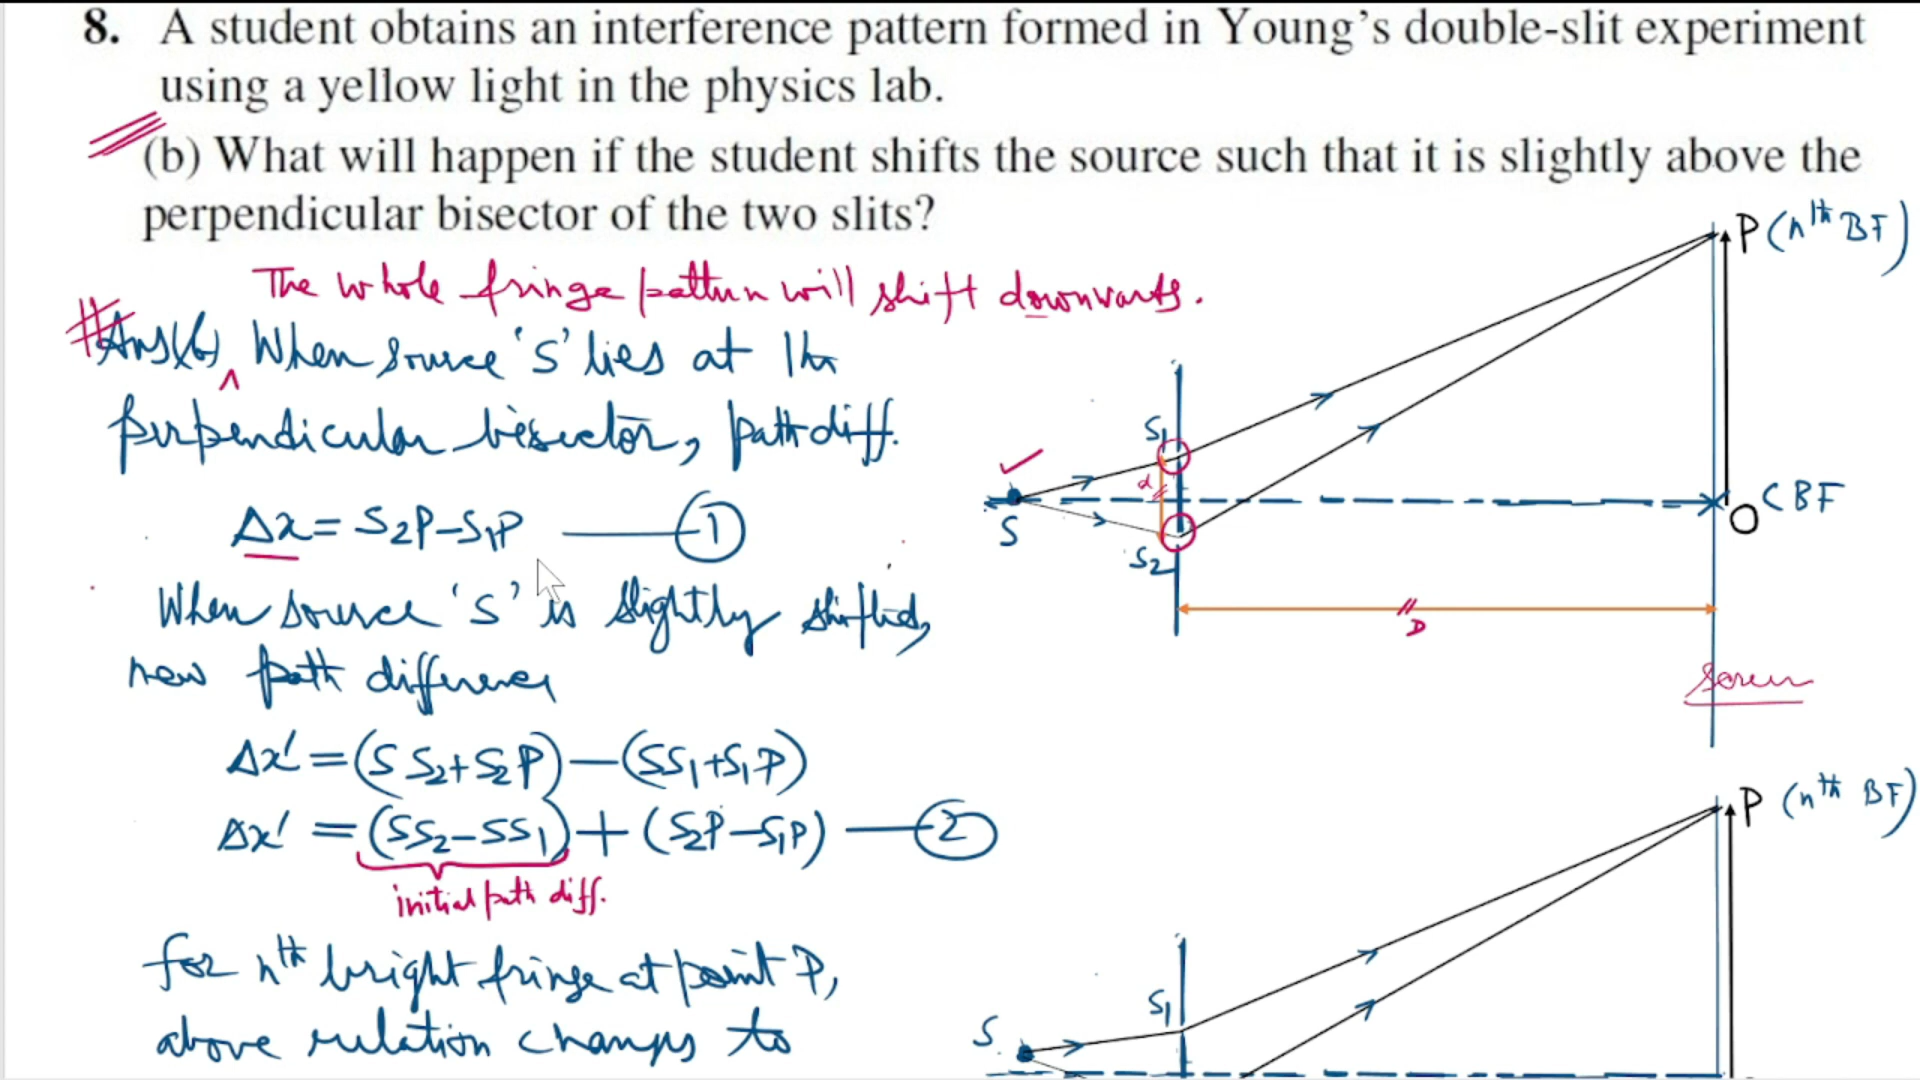 8. A student obtains an interference pattern formed in Young's double-slit experiment
using a yellow light in the physics lab.
(b) What will happen if the student shifts the source such that it is slightly above the
perpendicular bisector of the two slits?
The whole fringe pattern will shift downwards.
Ans(b) ^ When source 'S' lies at the
perpendicular bisector, path diff.
Δx = S₂P – S₁P — ①
When source 'S' is slightly shifted,
new path difference
Δx' = (SS₂ + S₂P) – (SS₁ + S₁P)
Δx' = (SS₂ – SS₁) + (S₂P – S₁P) — ②
initial path diff.
for nth bright fringe at point P,
above relation changes to
P (nth BF)
S₁
d
S
S₂
O CBF
D
Screen
P (nth BF)
S₁
S